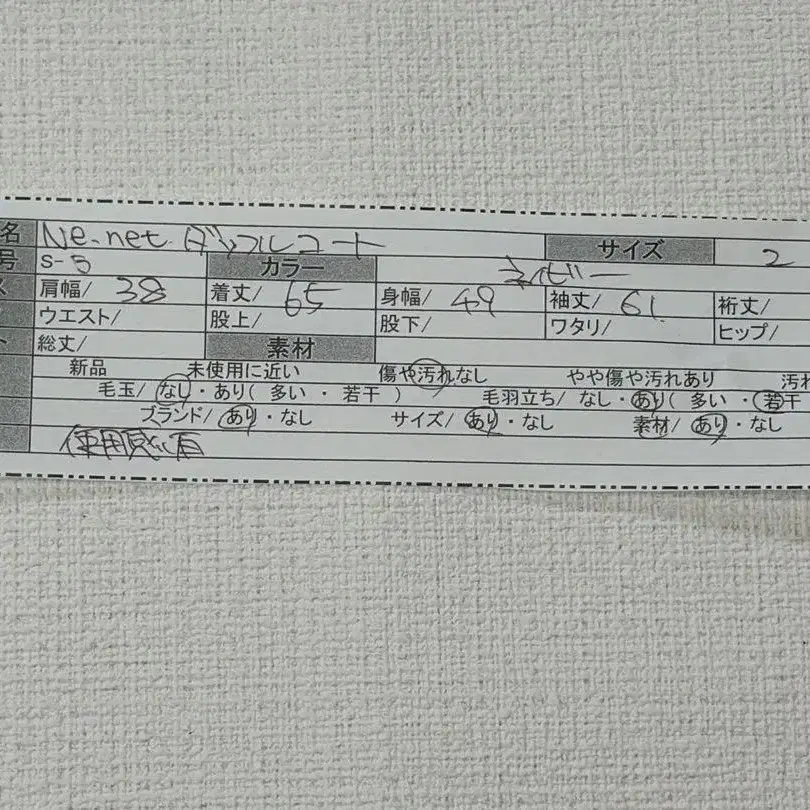 名 Ne-net ダッフルコート サイズ 2
号 S-5 カラー ネイビー
ス 肩幅/ 38 着丈/ 65 身幅/ 49 袖丈/ 61 裄丈/
ウエスト/ 股上/ 股下/ ワタリ/ ヒップ/
ト 総丈/ 素材
新品 未使用に近い 傷や汚れなし やや傷や汚れあり 汚れ
毛玉/ なし・あり( 多い ・ 若干 ) 毛羽立ち/ なし・あり( 多い ・ 若干
ブランド/ あり・なし サイズ/ あり・なし 素材/ あり・なし
使用感有